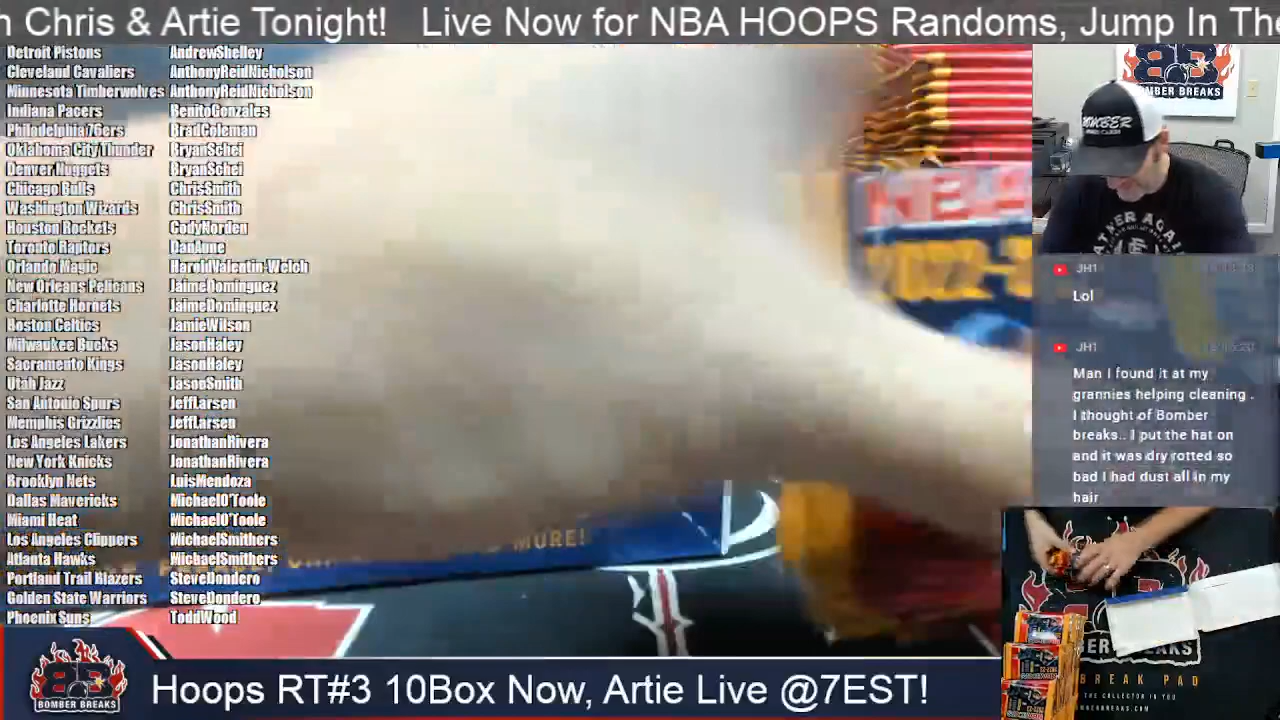 n Chris & Artie Tonight! Live Now for NBA HOOPS Randoms, Jump In The
Detroit Pistons AndrewShelley
Cleveland Cavaliers AnthonyReidNicholson
Minnesota Timberwolves AnthonyReidNicholson
Indiana Pacers BenitoGonzales
Philadelphia 76ers BradColeman
Oklahoma City Thunder BryanSchei
Denver Nuggets BryanSchei
Chicago Bulls ChrisSmith
Washington Wizards ChrisSmith
Houston Rockets CodyNorden
Toronto Raptors DanAune
Orlando Magic HaroldValentin-Welch
New Orleans Pelicans JaimeDominguez
Charlotte Hornets JaimeDominguez
Boston Celtics JamieWilson
Milwaukee Bucks JasonHaley
Sacramento Kings JasonHaley
Utah Jazz JasonSmith
San Antonio Spurs JeffLarsen
Memphis Grizzlies JeffLarsen
Los Angeles Lakers JonathanRivera
New York Knicks JonathanRivera
Brooklyn Nets LuisMendoza
Dallas Mavericks MichaelO'Toole
Miami Heat MichaelO'Toole
Los Angeles Clippers MichaelSmithers
Atlanta Hawks MichaelSmithers
Portland Trail Blazers SteveDondero
Golden State Warriors SteveDondero
Phoenix Suns ToddWood
MORE!
2022-
BOMBER BREAKS
BOMBER
JH1
Lol
JH1
Man I found it at my
grannies helping cleaning .
I thought of Bomber
breaks.. I put the hat on
and it was dry rotted so
bad I had dust all in my
hair
BREAK PAD
BOMBER BREAKS
Hoops RT#3 10Box Now, Artie Live @7EST!